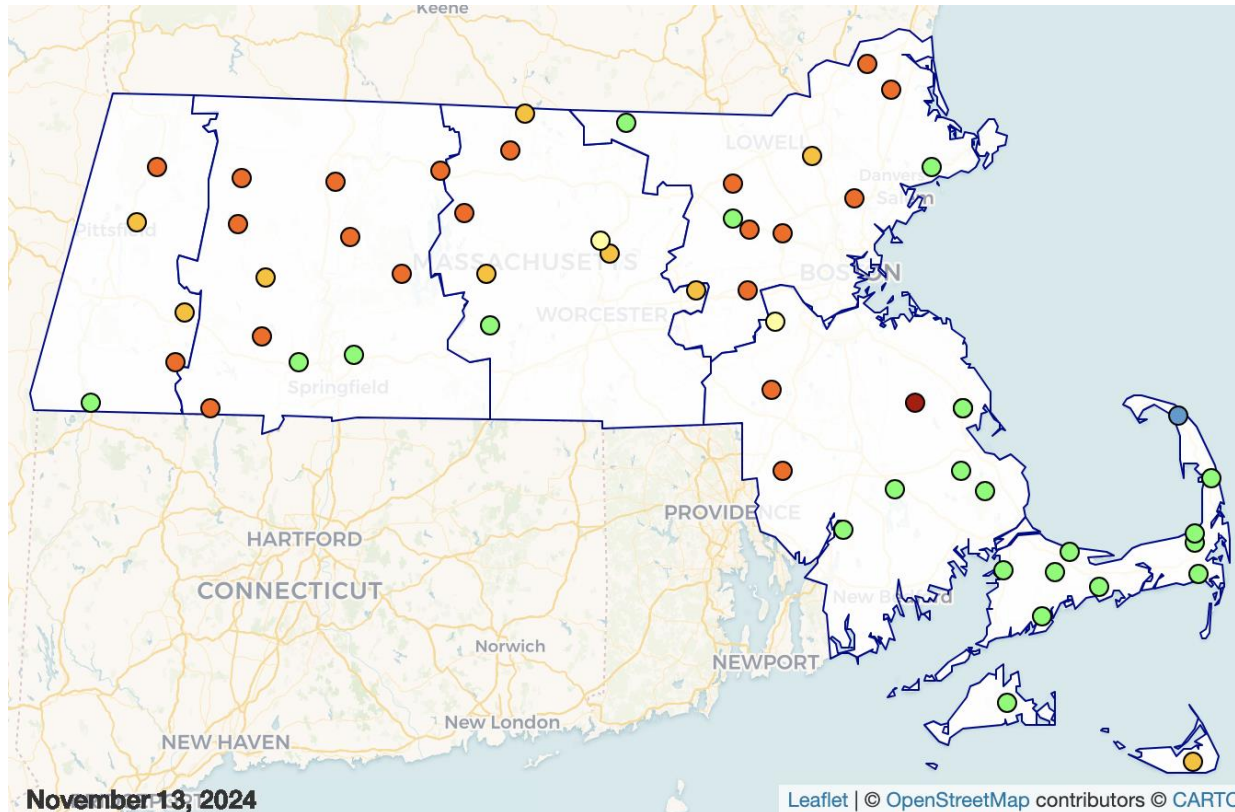 Keene
LOWELL
Danvers
Salem
Pittsfield
MASSACHUSETTS
BOSTON
WORCESTER
Springfield
PROVIDENCE
HARTFORD
CONNECTICUT
New Bedford
Norwich
NEWPORT
New London
NEW HAVEN
November 13, 2024
Leaflet | © OpenStreetMap contributors © CARTO